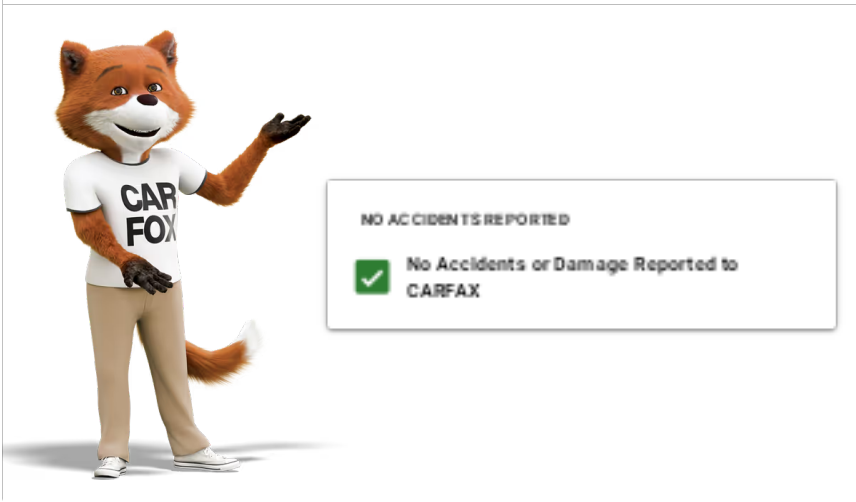 CAR
FOX
NO ACCIDENTS REPORTED
No Accidents or Damage Reported to
CARFAX